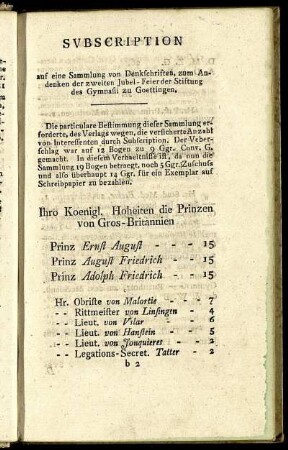 SVBSCRIPTION
auf eine Sammlung von Denkschriften, zum An-
denken der zweiten Jubel-Feier der Stiftung
des Gymnasii zu Goettingen.
Die particulare Bestimmung dieser Sammlung er-
forderte, des Verlags wegen, die versicherte Anzahl
von Interessenten durch Subscription. Der Veber-
schlag war auf 12 Bogen zu 9 Ggr. Conv. G.
gemacht. In diesem Verhaeltnisse ist, da nun die
Sammlung 19 Bogen betraegt, noch 5 Ggr. Zuschuss
und also überhaupt 14 Ggr. für ein Exemplar auf
Schreibpapier zu bezahlen.
Ihro Koenigl. Hoheiten die Prinzen
von Gros-Britannien
Prinz Ernst August - - - 15
Prinz August Friedrich - - - 15
Prinz Adolph Friedrich - - - 15
Hr. Obriste von Malortie - - - 7
- - Rittmeister von Linsingen - - 4
- - Lieut. von Vilar - - - 6
- - Lieut. von Hanstein - - 5
- - Lieut. von Jonquieres - - 2
- - Legations-Secret. Tatter - - 2
b 2